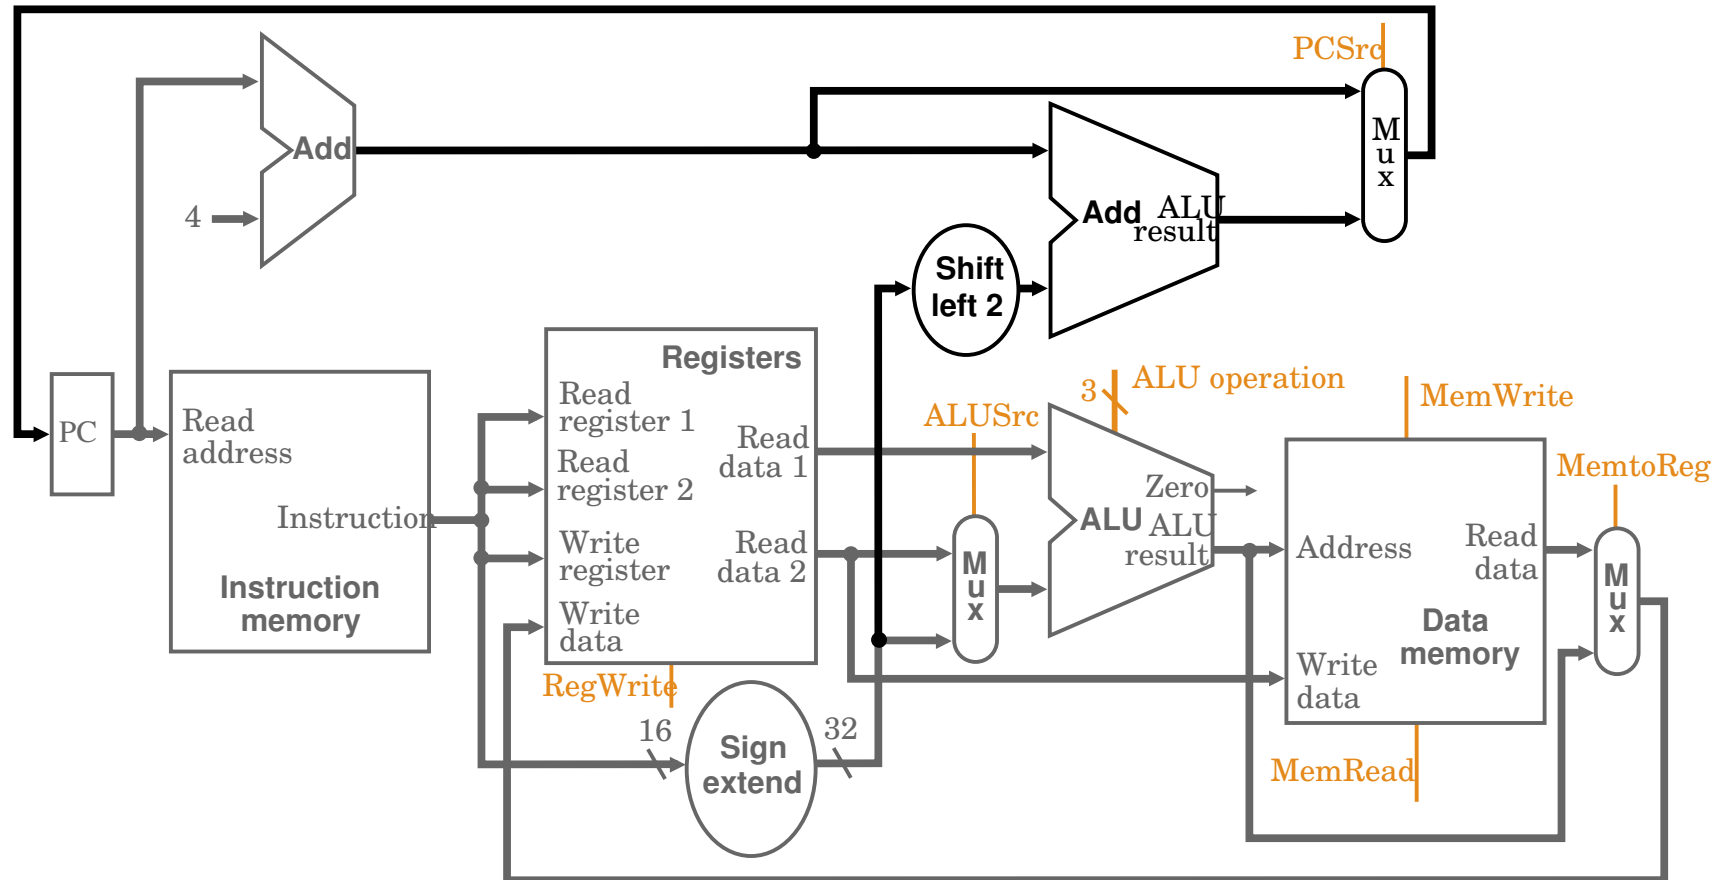 PCSrc
M
u
x
Add
4
Add
ALU
result
Shift
left 2
Registers
PC
Read
address
Instruction
Instruction
memory
Read
register 1
Read
register 2
Write
register
Write
data
Read
data 1
Read
data 2
RegWrite
16
Sign
extend
32
ALUSrc
M
u
x
3
ALU operation
Zero
ALU
ALU
result
MemWrite
Address
Read
data
Data
memory
Write
data
MemRead
MemtoReg
M
u
x